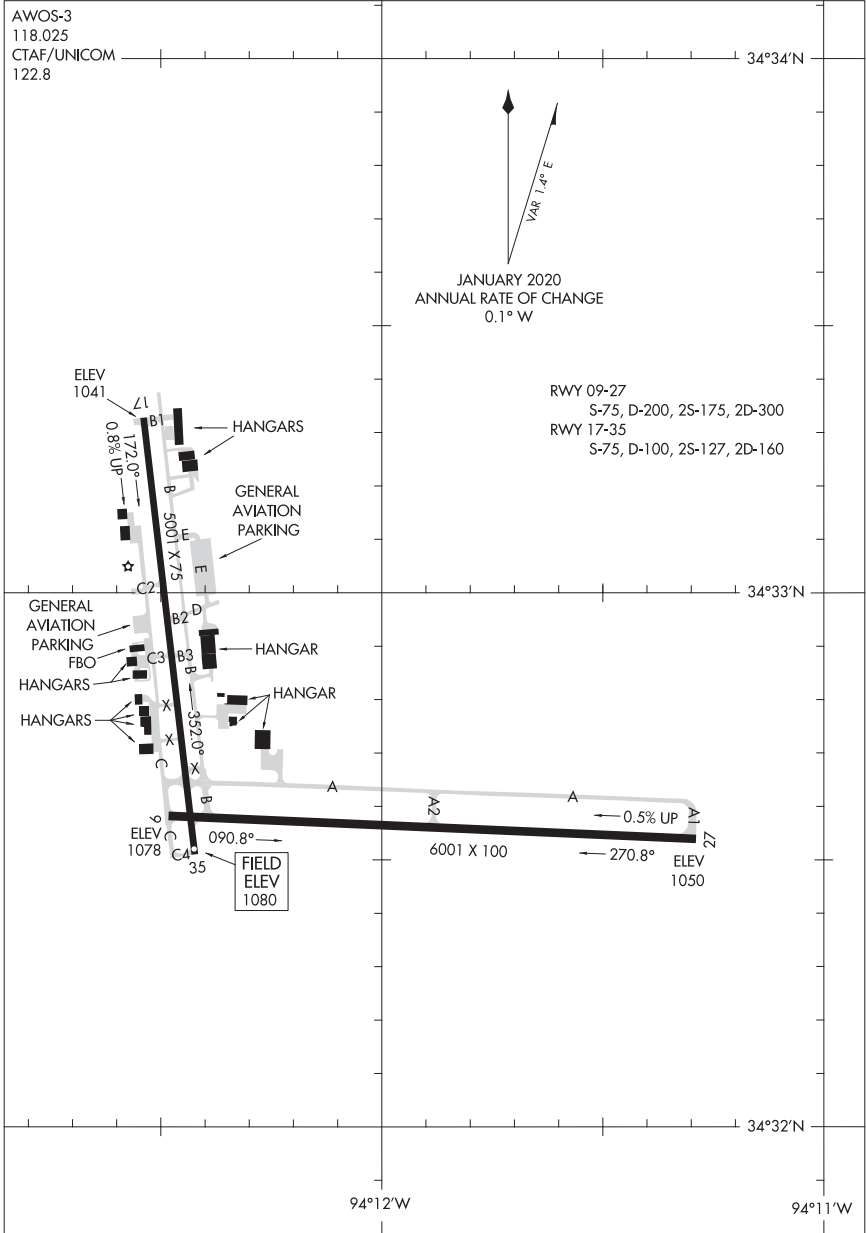 AWOS-3
118.025
CTAF/UNICOM
122.8
34°34'N
VAR 1.4° E
JANUARY 2020
ANNUAL RATE OF CHANGE
0.1° W
RWY 09-27
S-75, D-200, 2S-175, 2D-300
RWY 17-35
S-75, D-100, 2S-127, 2D-160
ELEV
1041
17
B1
HANGARS
172.0°
0.8% UP
B
GENERAL
AVIATION
PARKING
5001 X 75
E
E
34°33'N
C2
GENERAL
AVIATION
PARKING
B2
D
FBO
C3
B3
B
HANGAR
HANGARS
HANGAR
HANGARS
X
352.0°
X
X
C
A
A
A2
A1
B
9
C
ELEV
1078
0.5% UP
27
090.8°
6001 X 100
270.8°
ELEV
1050
C4
35
FIELD
ELEV
1080
34°32'N
94°12'W
94°11'W